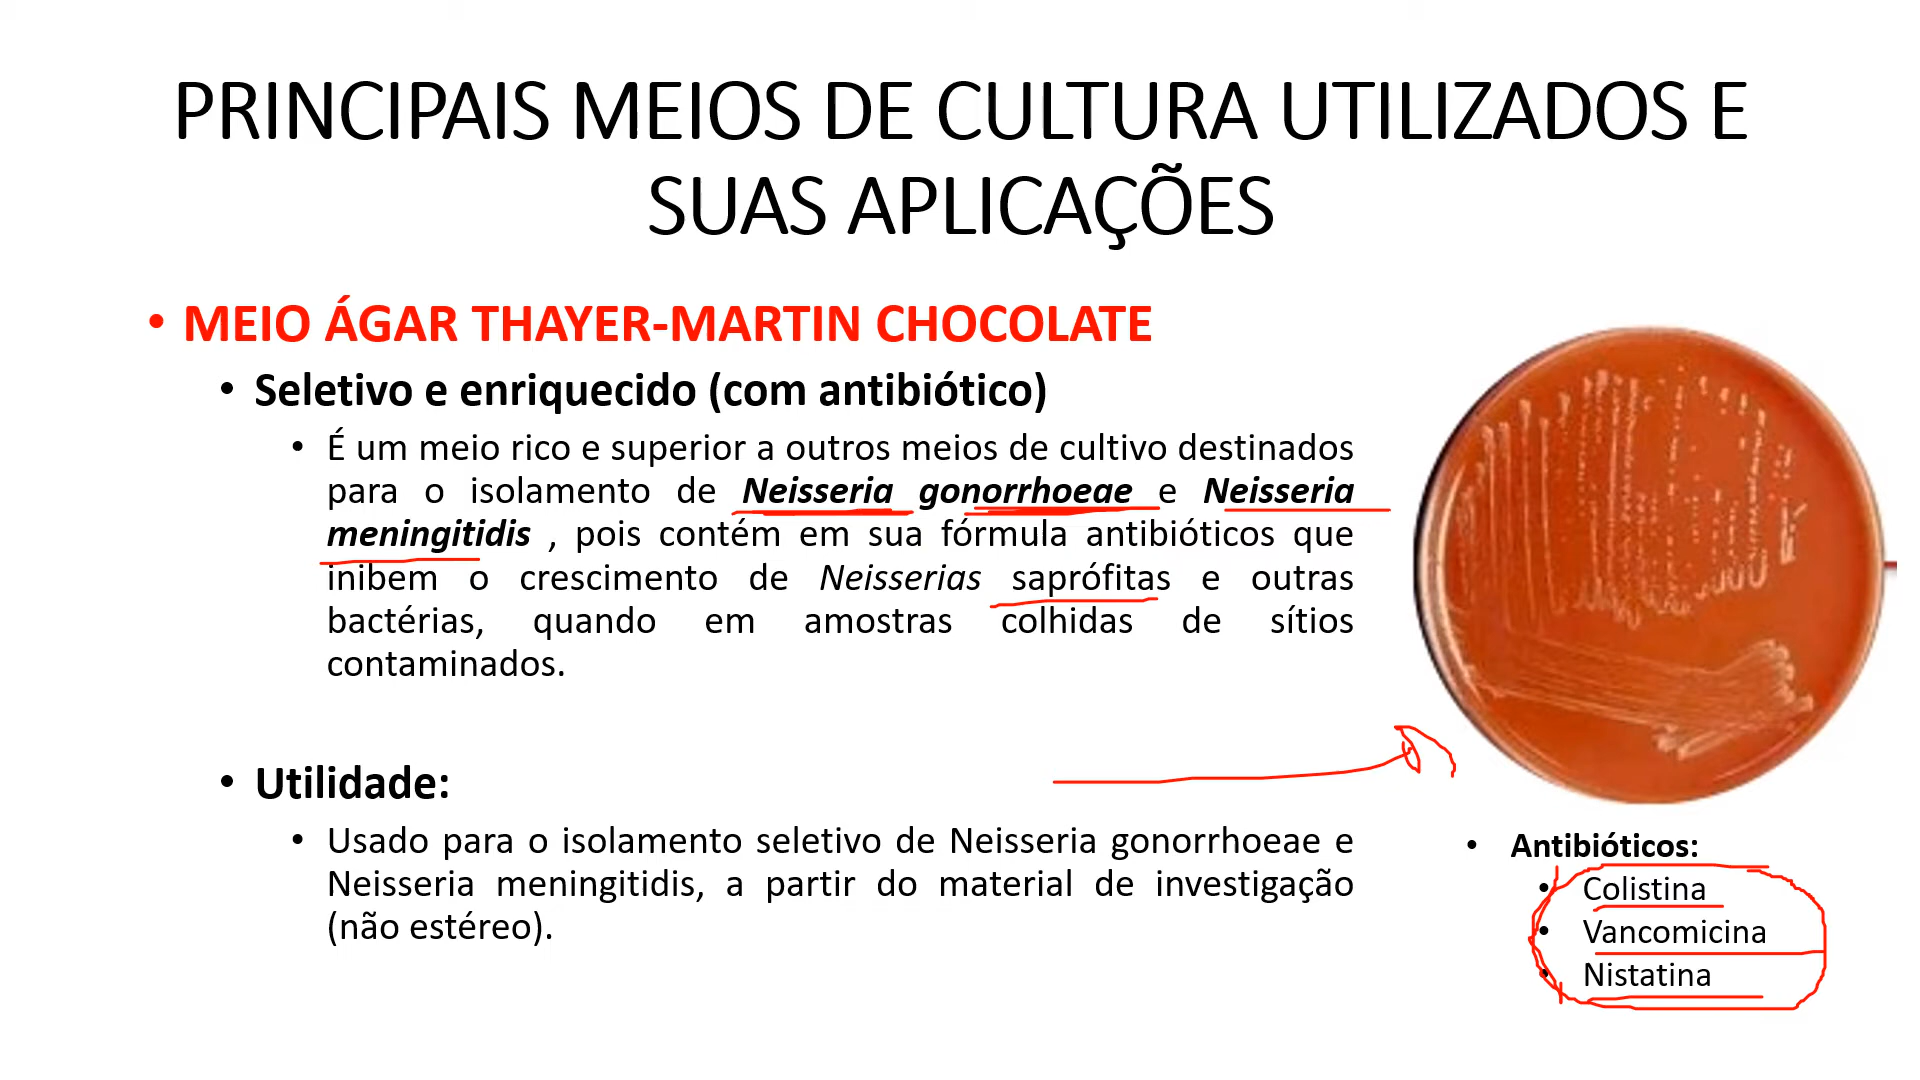 PRINCIPAIS MEIOS DE CULTURA UTILIZADOS E
SUAS APLICAÇÕES
• MEIO ÁGAR THAYER-MARTIN CHOCOLATE
• Seletivo e enriquecido (com antibiótico)
• É um meio rico e superior a outros meios de cultivo destinados
para o isolamento de Neisseria gonorrhoeae e Neisseria
meningitidis , pois contém em sua fórmula antibióticos que
inibem o crescimento de Neisserias saprófitas e outras
bactérias, quando em amostras colhidas de sítios
contaminados.
• Utilidade:
• Usado para o isolamento seletivo de Neisseria gonorrhoeae e
Neisseria meningitidis, a partir do material de investigação
(não estéreo).
• Antibióticos:
• Colistina
• Vancomicina
• Nistatina